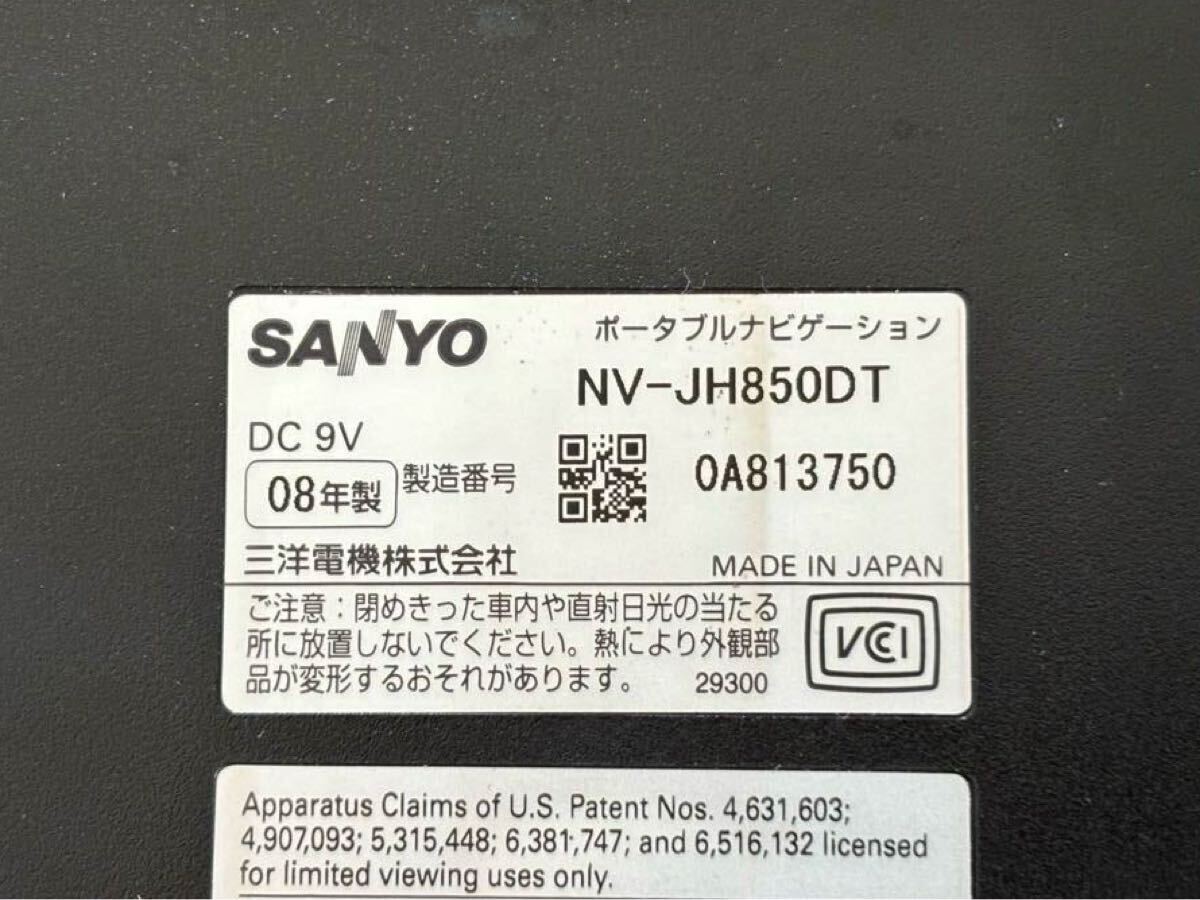 SANYO
ポータブルナビゲーション
NV-JH850DT
DC 9V
08年製
製造番号
0A813750
三洋電機株式会社
MADE IN JAPAN
ご注意：閉めきった車内や直射日光の当たる
所に放置しないでください。熱により外観部
品が変形するおそれがあります。 29300
VCCI
Apparatus Claims of U.S. Patent Nos. 4,631,603;
4,907,093; 5,315,448; 6,381,747; and 6,516,132 licensed
for limited viewing uses only.